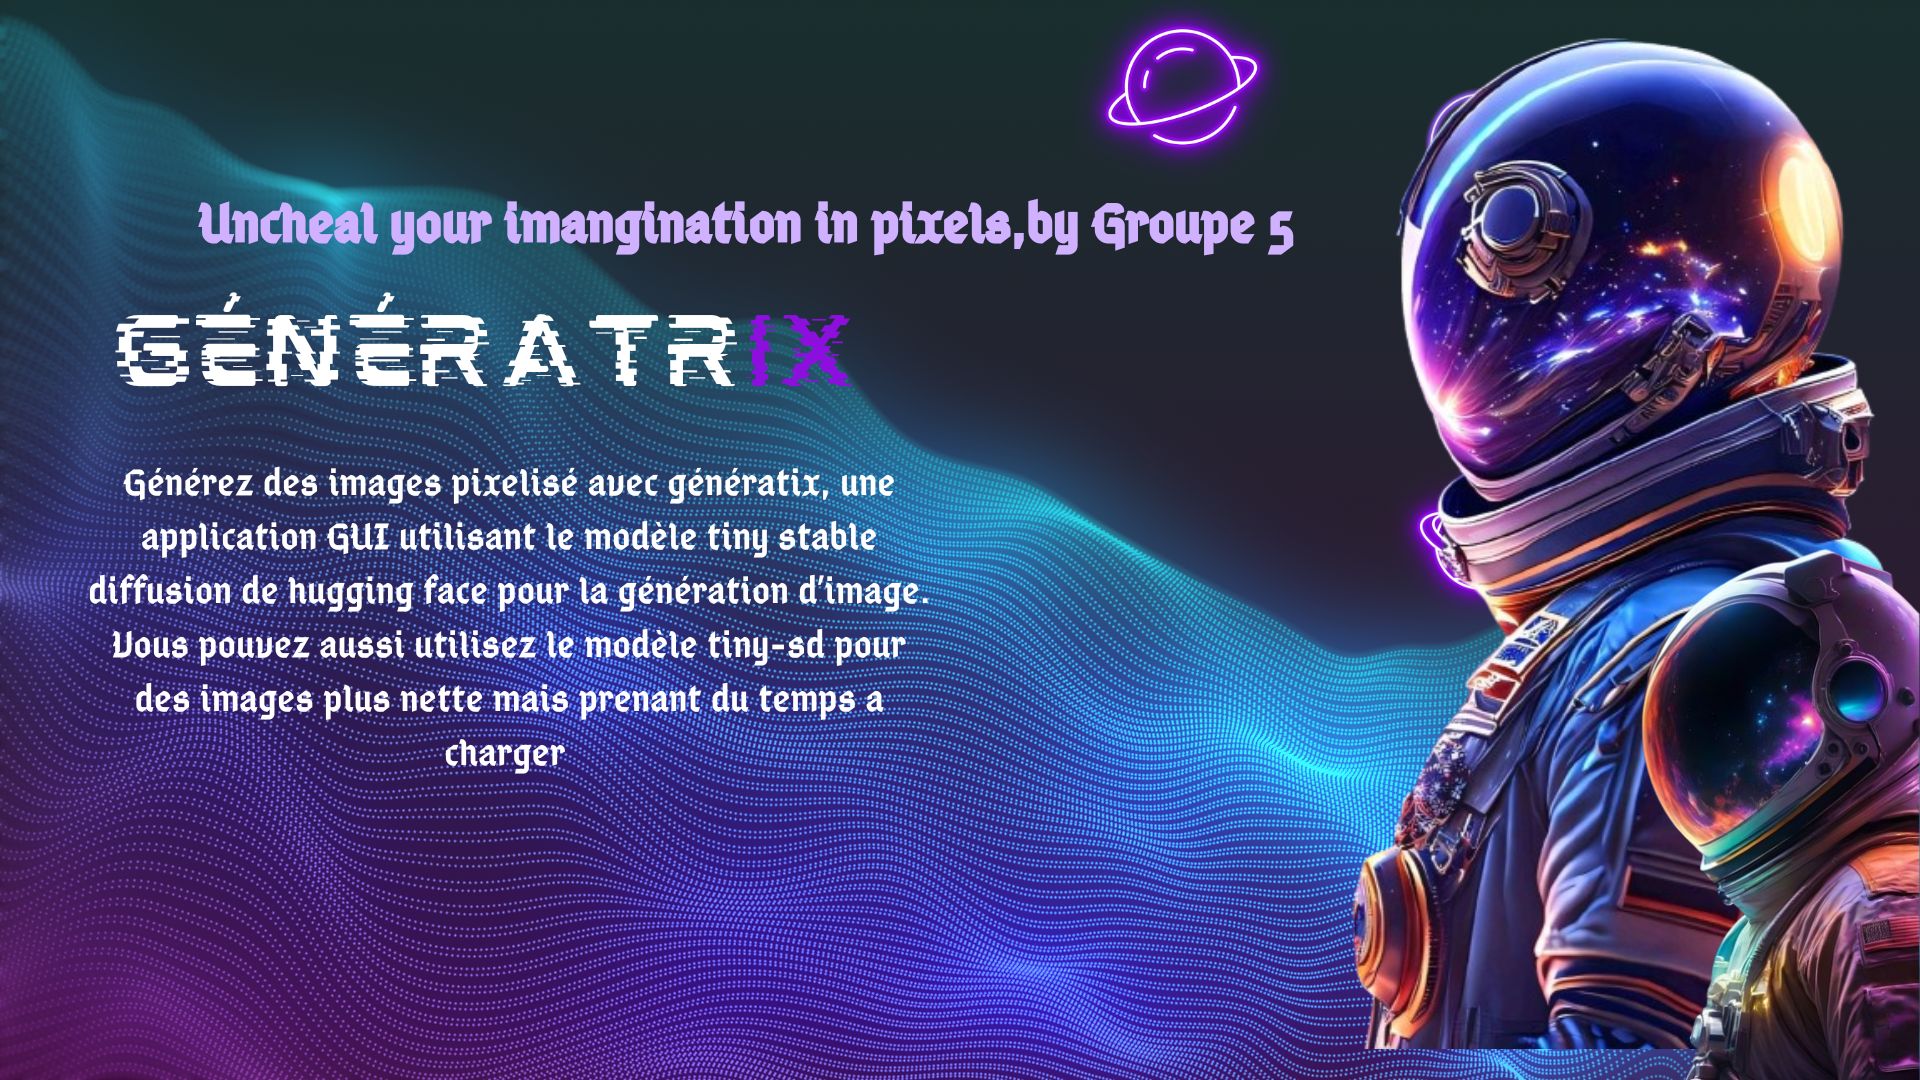 Uncheal your imangination in pixels,by Groupe 5
GÉNÉRATRIX
Générez des images pixelisé avec génératix, une
application GUI utilisant le modèle tiny stable
diffusion de hugging face pour la génération d'image.
Vous pouvez aussi utilisez le modèle tiny-sd pour
des images plus nette mais prenant du temps a
charger